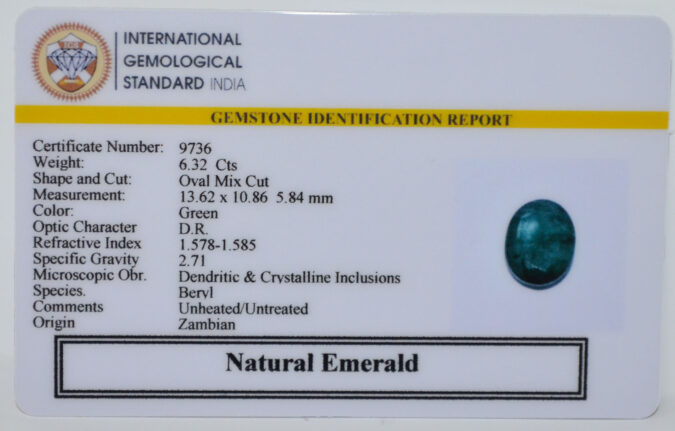 INTERNATIONAL
GEMOLOGICAL
STANDARD INDIA
GEMSTONE IDENTIFICATION REPORT
Certificate Number: 9736
Weight: 6.32 Cts
Shape and Cut: Oval Mix Cut
Measurement: 13.62 x 10.86 5.84 mm
Color: Green
Optic Character D.R.
Refractive Index 1.578-1.585
Specific Gravity 2.71
Microscopic Obr. Dendritic & Crystalline Inclusions
Species. Beryl
Comments Unheated/Untreated
Origin Zambian
Natural Emerald